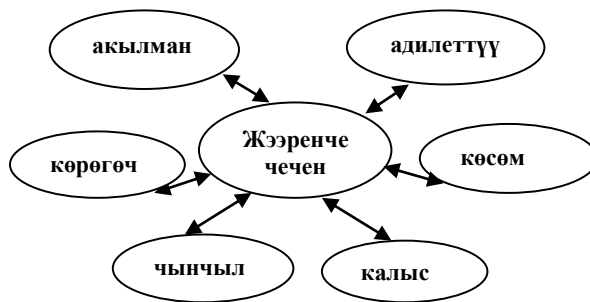 акылман
адилеттүү
Жээренче
чечен
көрөгөч
көсөм
чынчыл
калыс